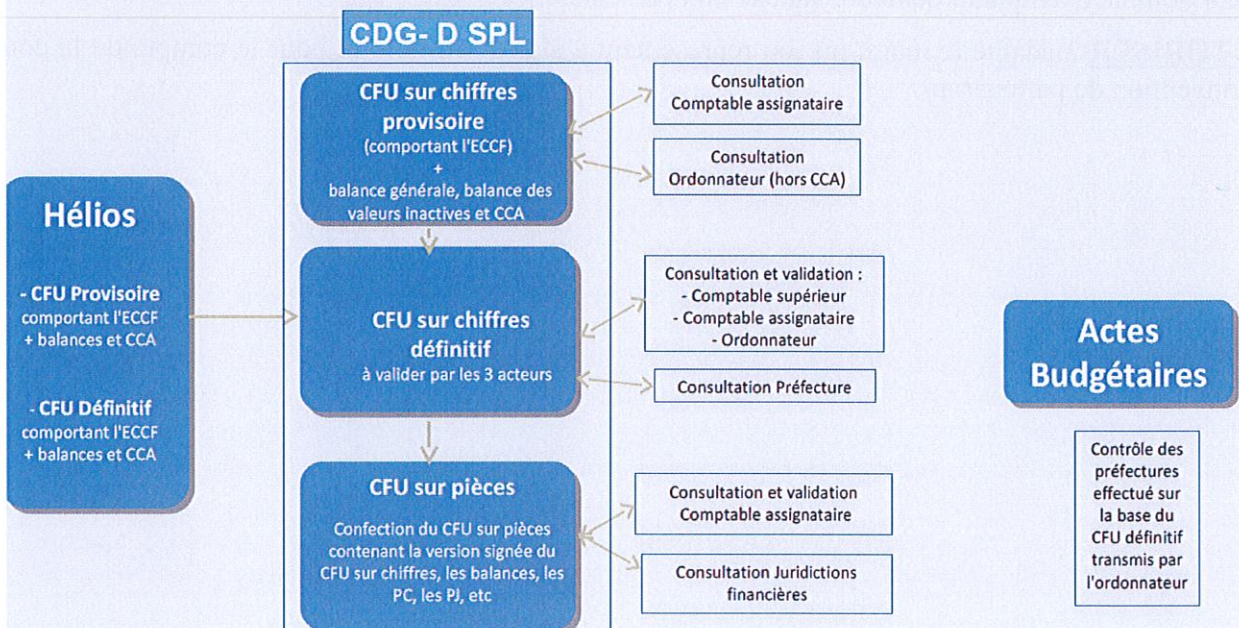 CDG- D SPL
Hélios
- CFU Provisoire
comportant l'ECCF
+ balances et CCA
- CFU Définitif
comportant l'ECCF
+ balances et CCA
CFU sur chiffres
provisoire
(comportant l'ECCF)
+
balance générale, balance des
valeurs inactives et CCA
Consultation
Comptable assignataire
Consultation
Ordonnateur (hors CCA)
CFU sur chiffres
définitif
à valider par les 3 acteurs
Consultation et validation :
- Comptable supérieur
- Comptable assignataire
- Ordonnateur
Consultation Préfecture
CFU sur pièces
Confection du CFU sur pièces
contenant la version signée du
CFU sur chiffres, les balances, les
PC, les PJ, etc
Consultation et validation
Comptable assignataire
Consultation Juridictions
financières
Actes
Budgétaires
Contrôle des
préfectures
effectué sur
la base du
CFU définitif
transmis par
l'ordonnateur